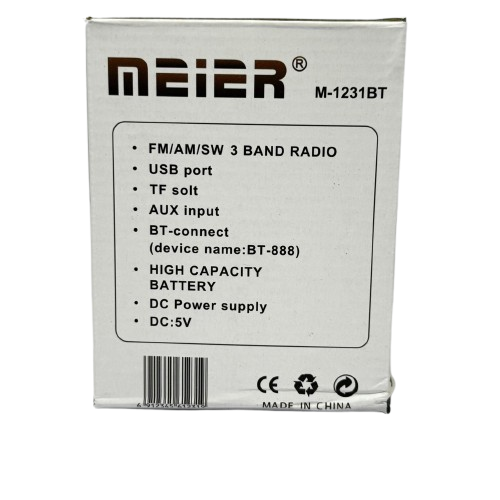 MEIER®
M-1231BT
• FM/AM/SW 3 BAND RADIO
• USB port
• TF solt
• AUX input
• BT-connect
(device name:BT-888)
• HIGH CAPACITY
BATTERY
• DC Power supply
• DC:5V
CE
MADE IN CHINA